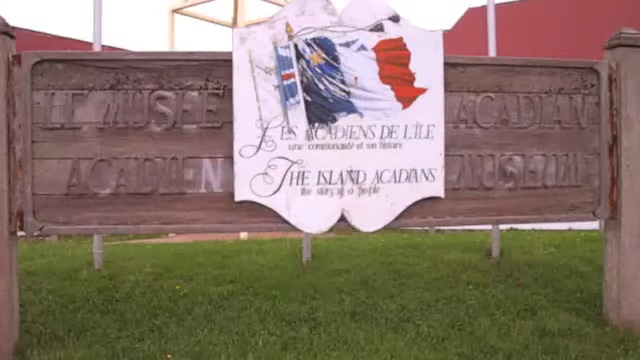 LE MUSÉE
ACADIEN
LES ACADIENS DE L'ÎLE
une communauté et son histoire
THE ISLAND ACADIANS
the story of a people
ACADIAN
MUSEUM